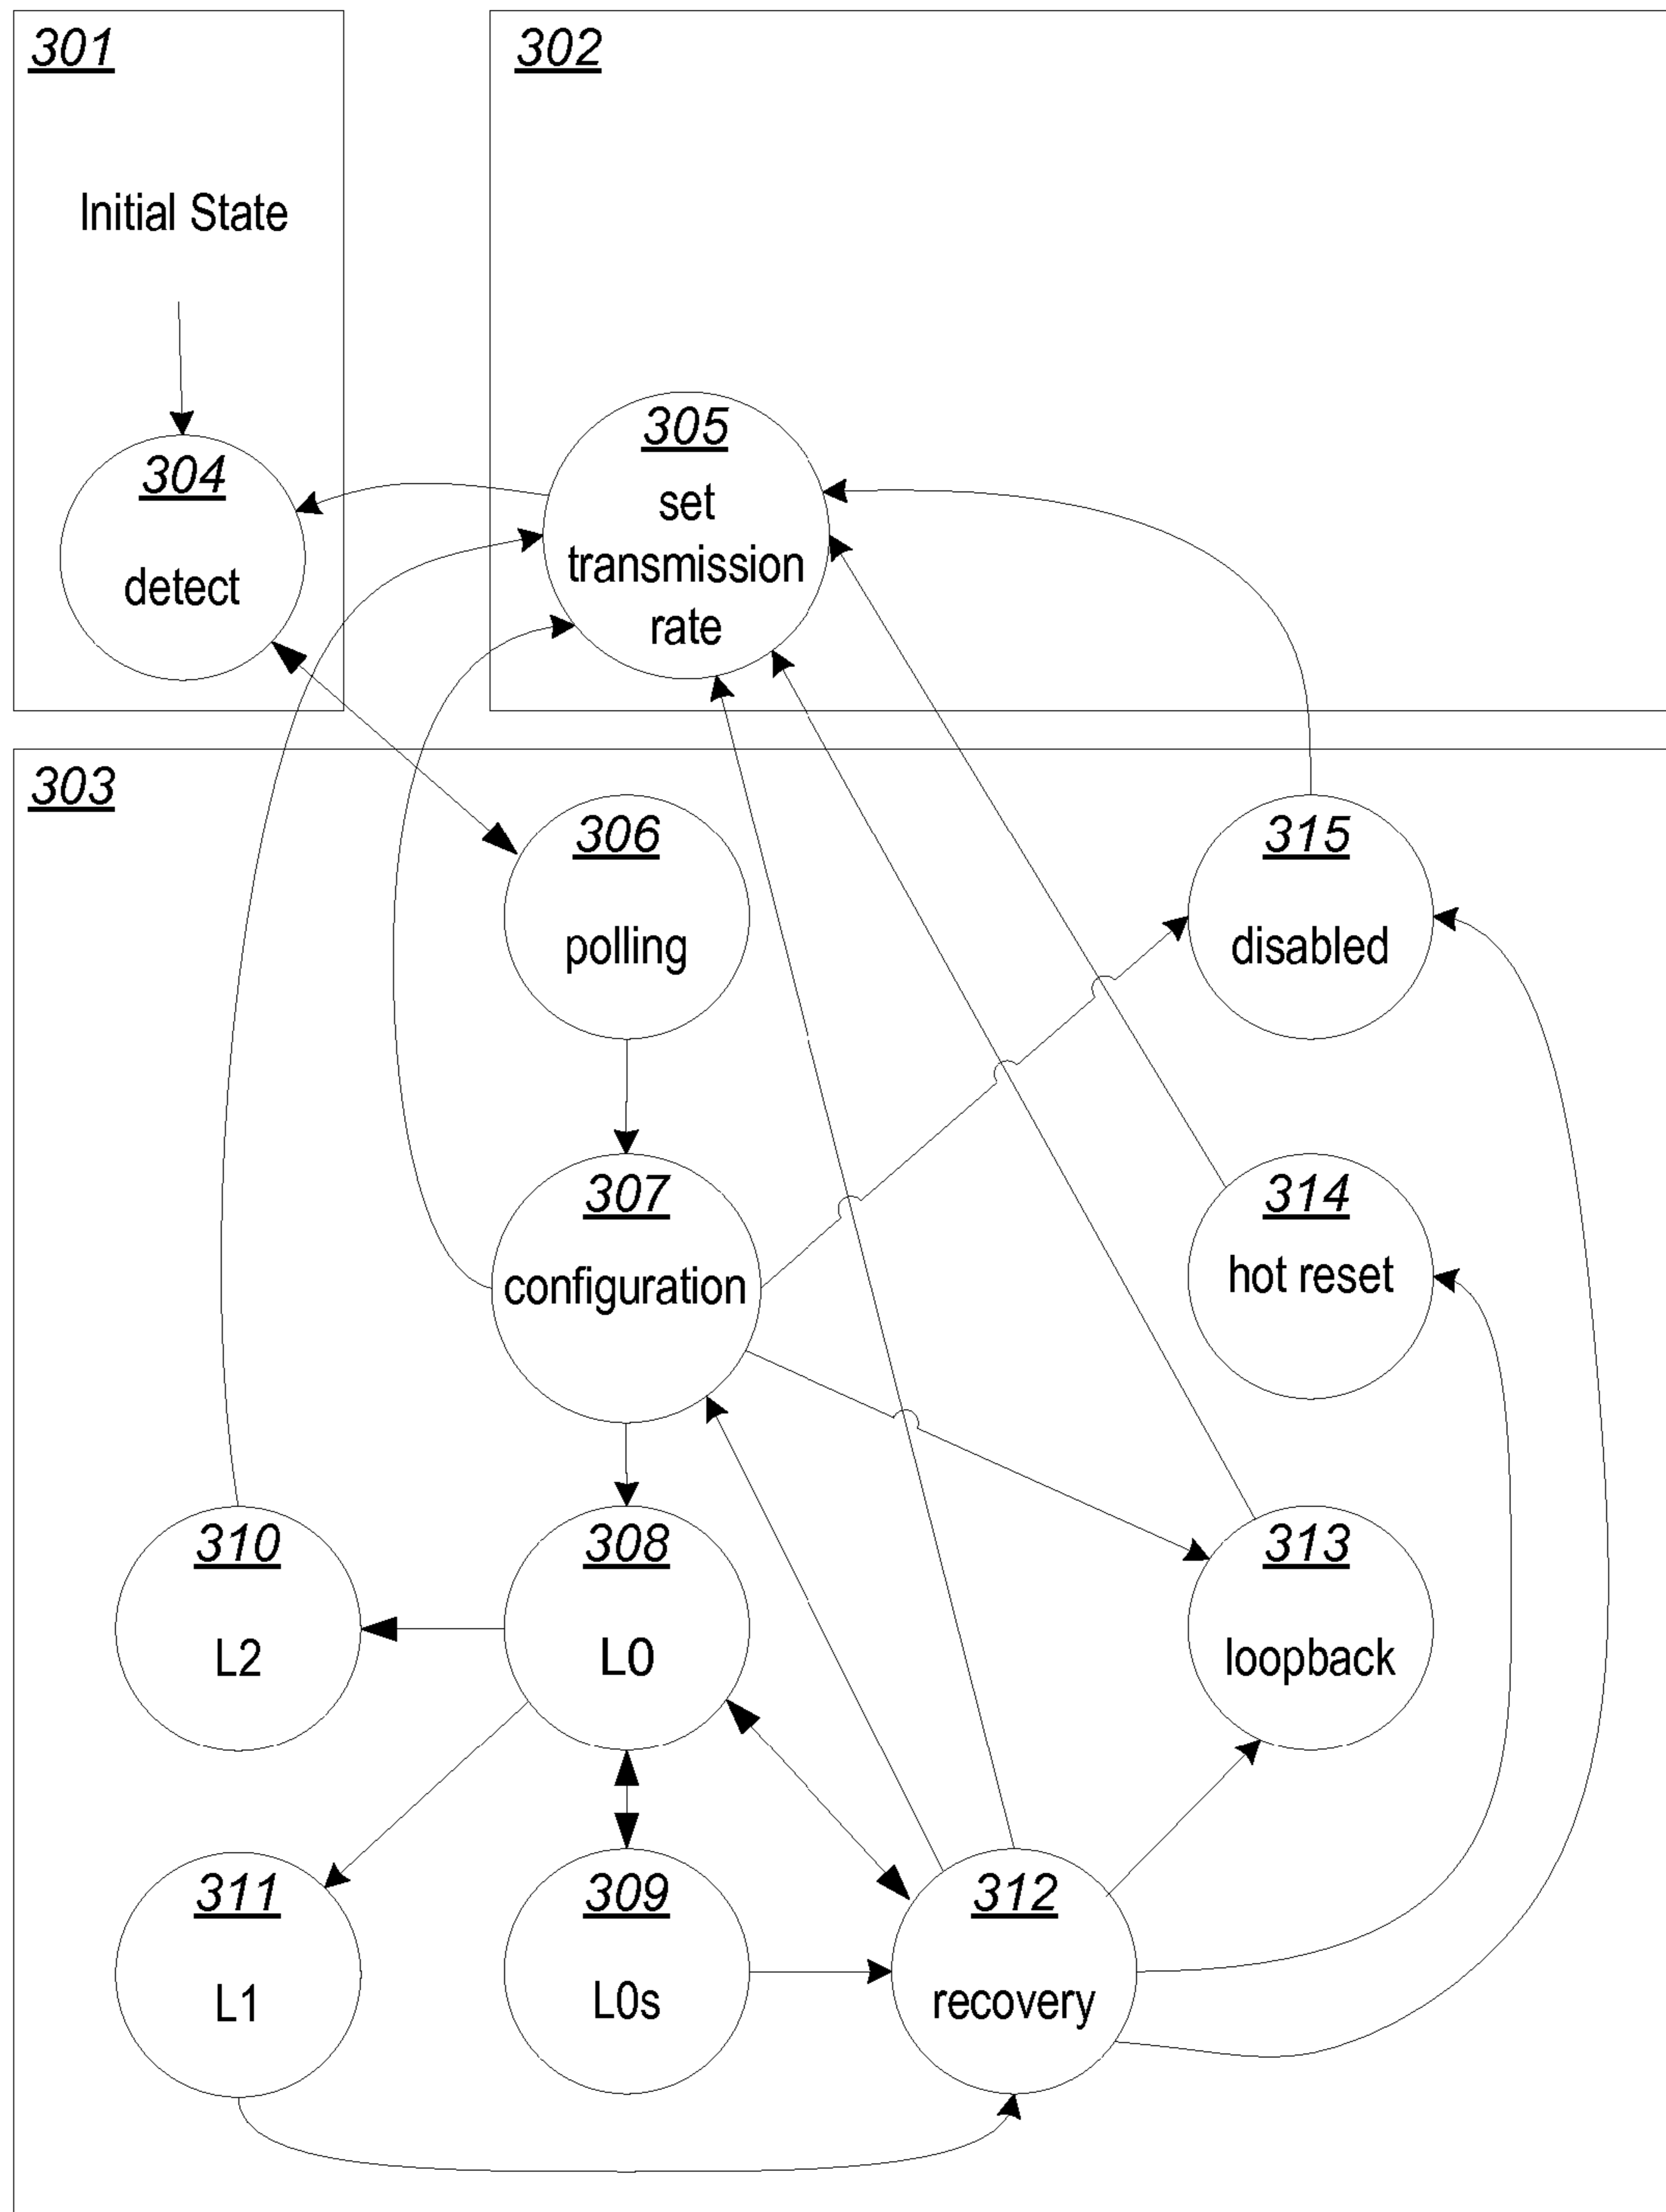 301
302
Initial State
304
detect
305
set
transmission
rate
303
306
polling
315
disabled
307
configuration
314
hot reset
310
L2
308
L0
313
loopback
311
L1
309
L0s
312
recovery